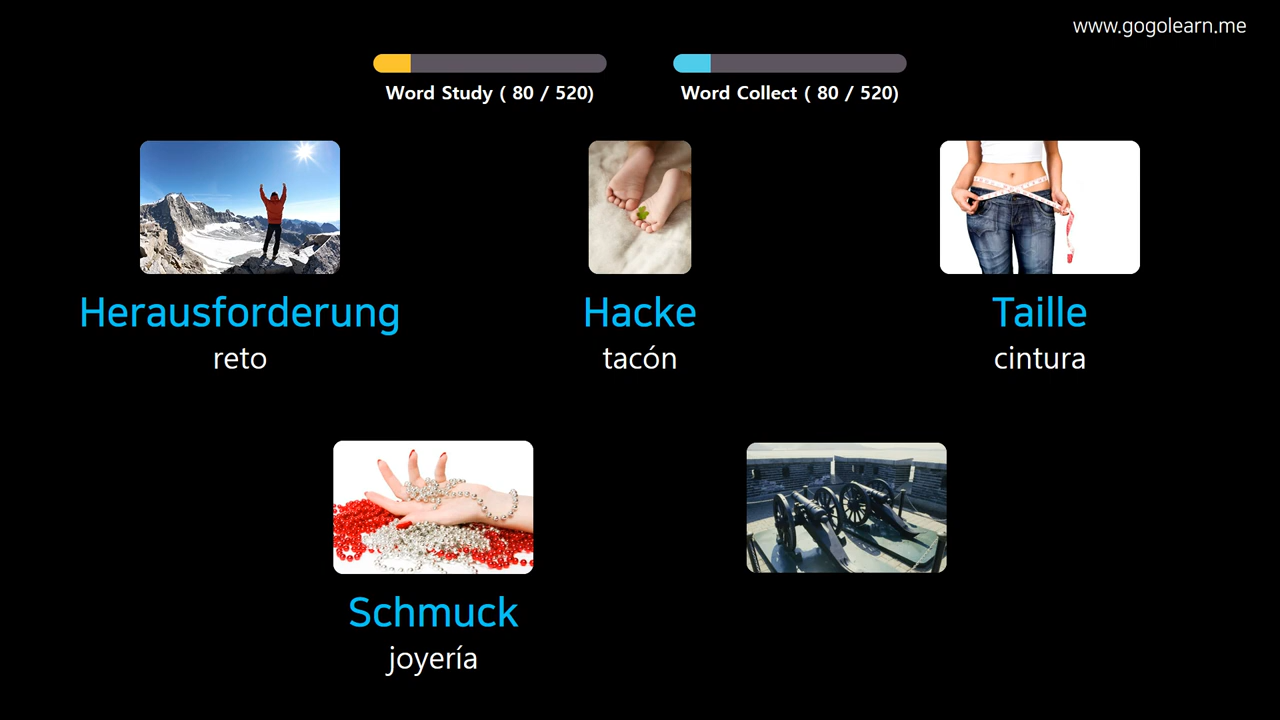 www.gogolearn.me
Word Study ( 80 / 520)
Word Collect ( 80 / 520)
Herausforderung
reto
Hacke
tacón
Taille
cintura
Schmuck
joyería